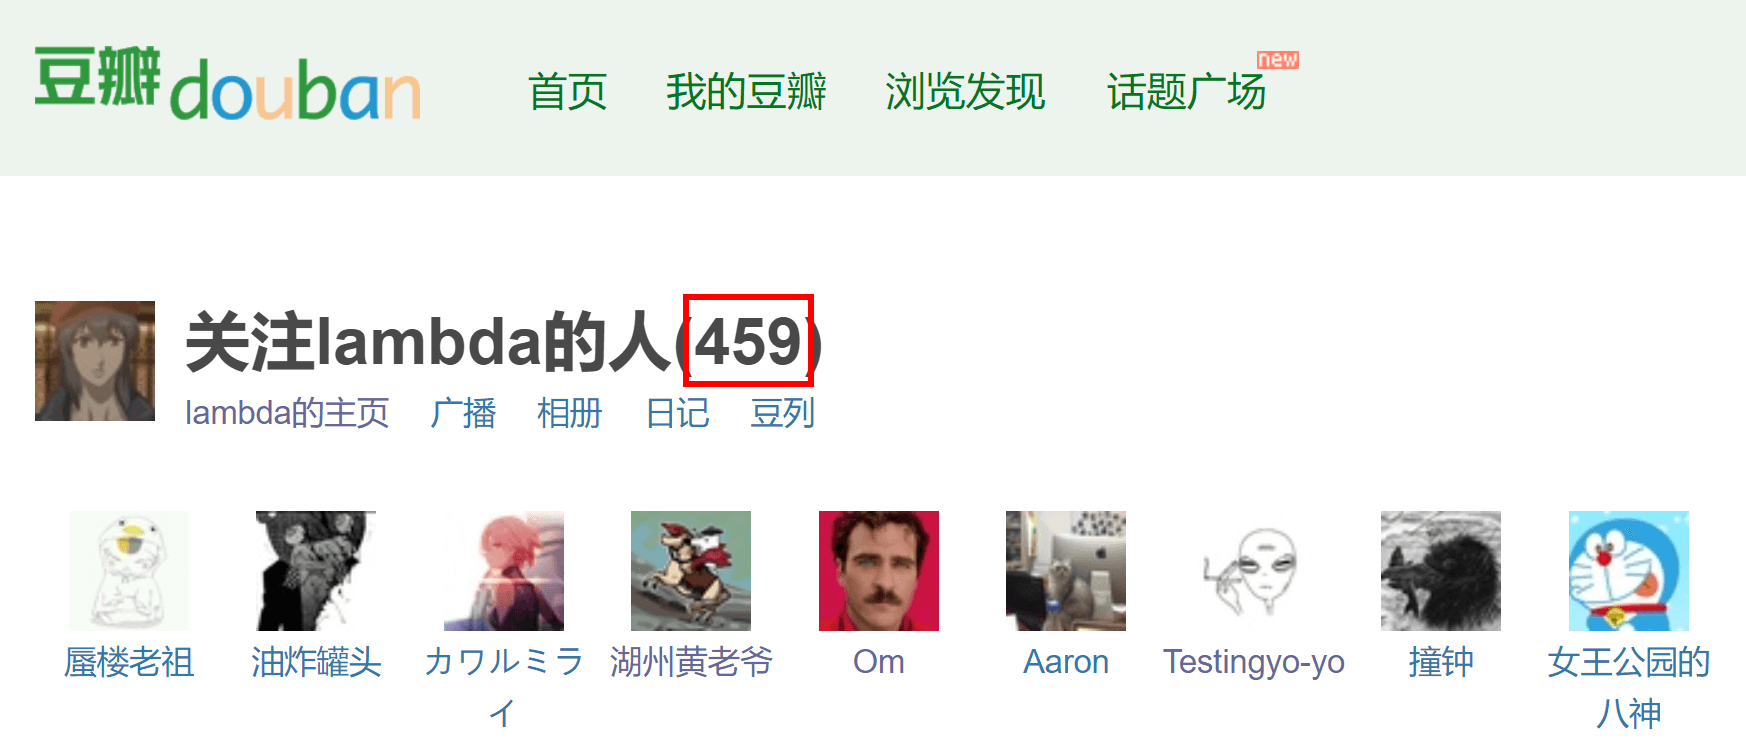 豆瓣douban 首页 我的豆瓣 浏览发现 话题广场 new
关注lambda的人(459)
lambda的主页 广播 相册 日记 豆列
蜃楼老祖 油炸罐头 カワルミラ 湖州黄老爷 Om Aaron Testingyo-yo 撞钟 女王公园的
イ 八神